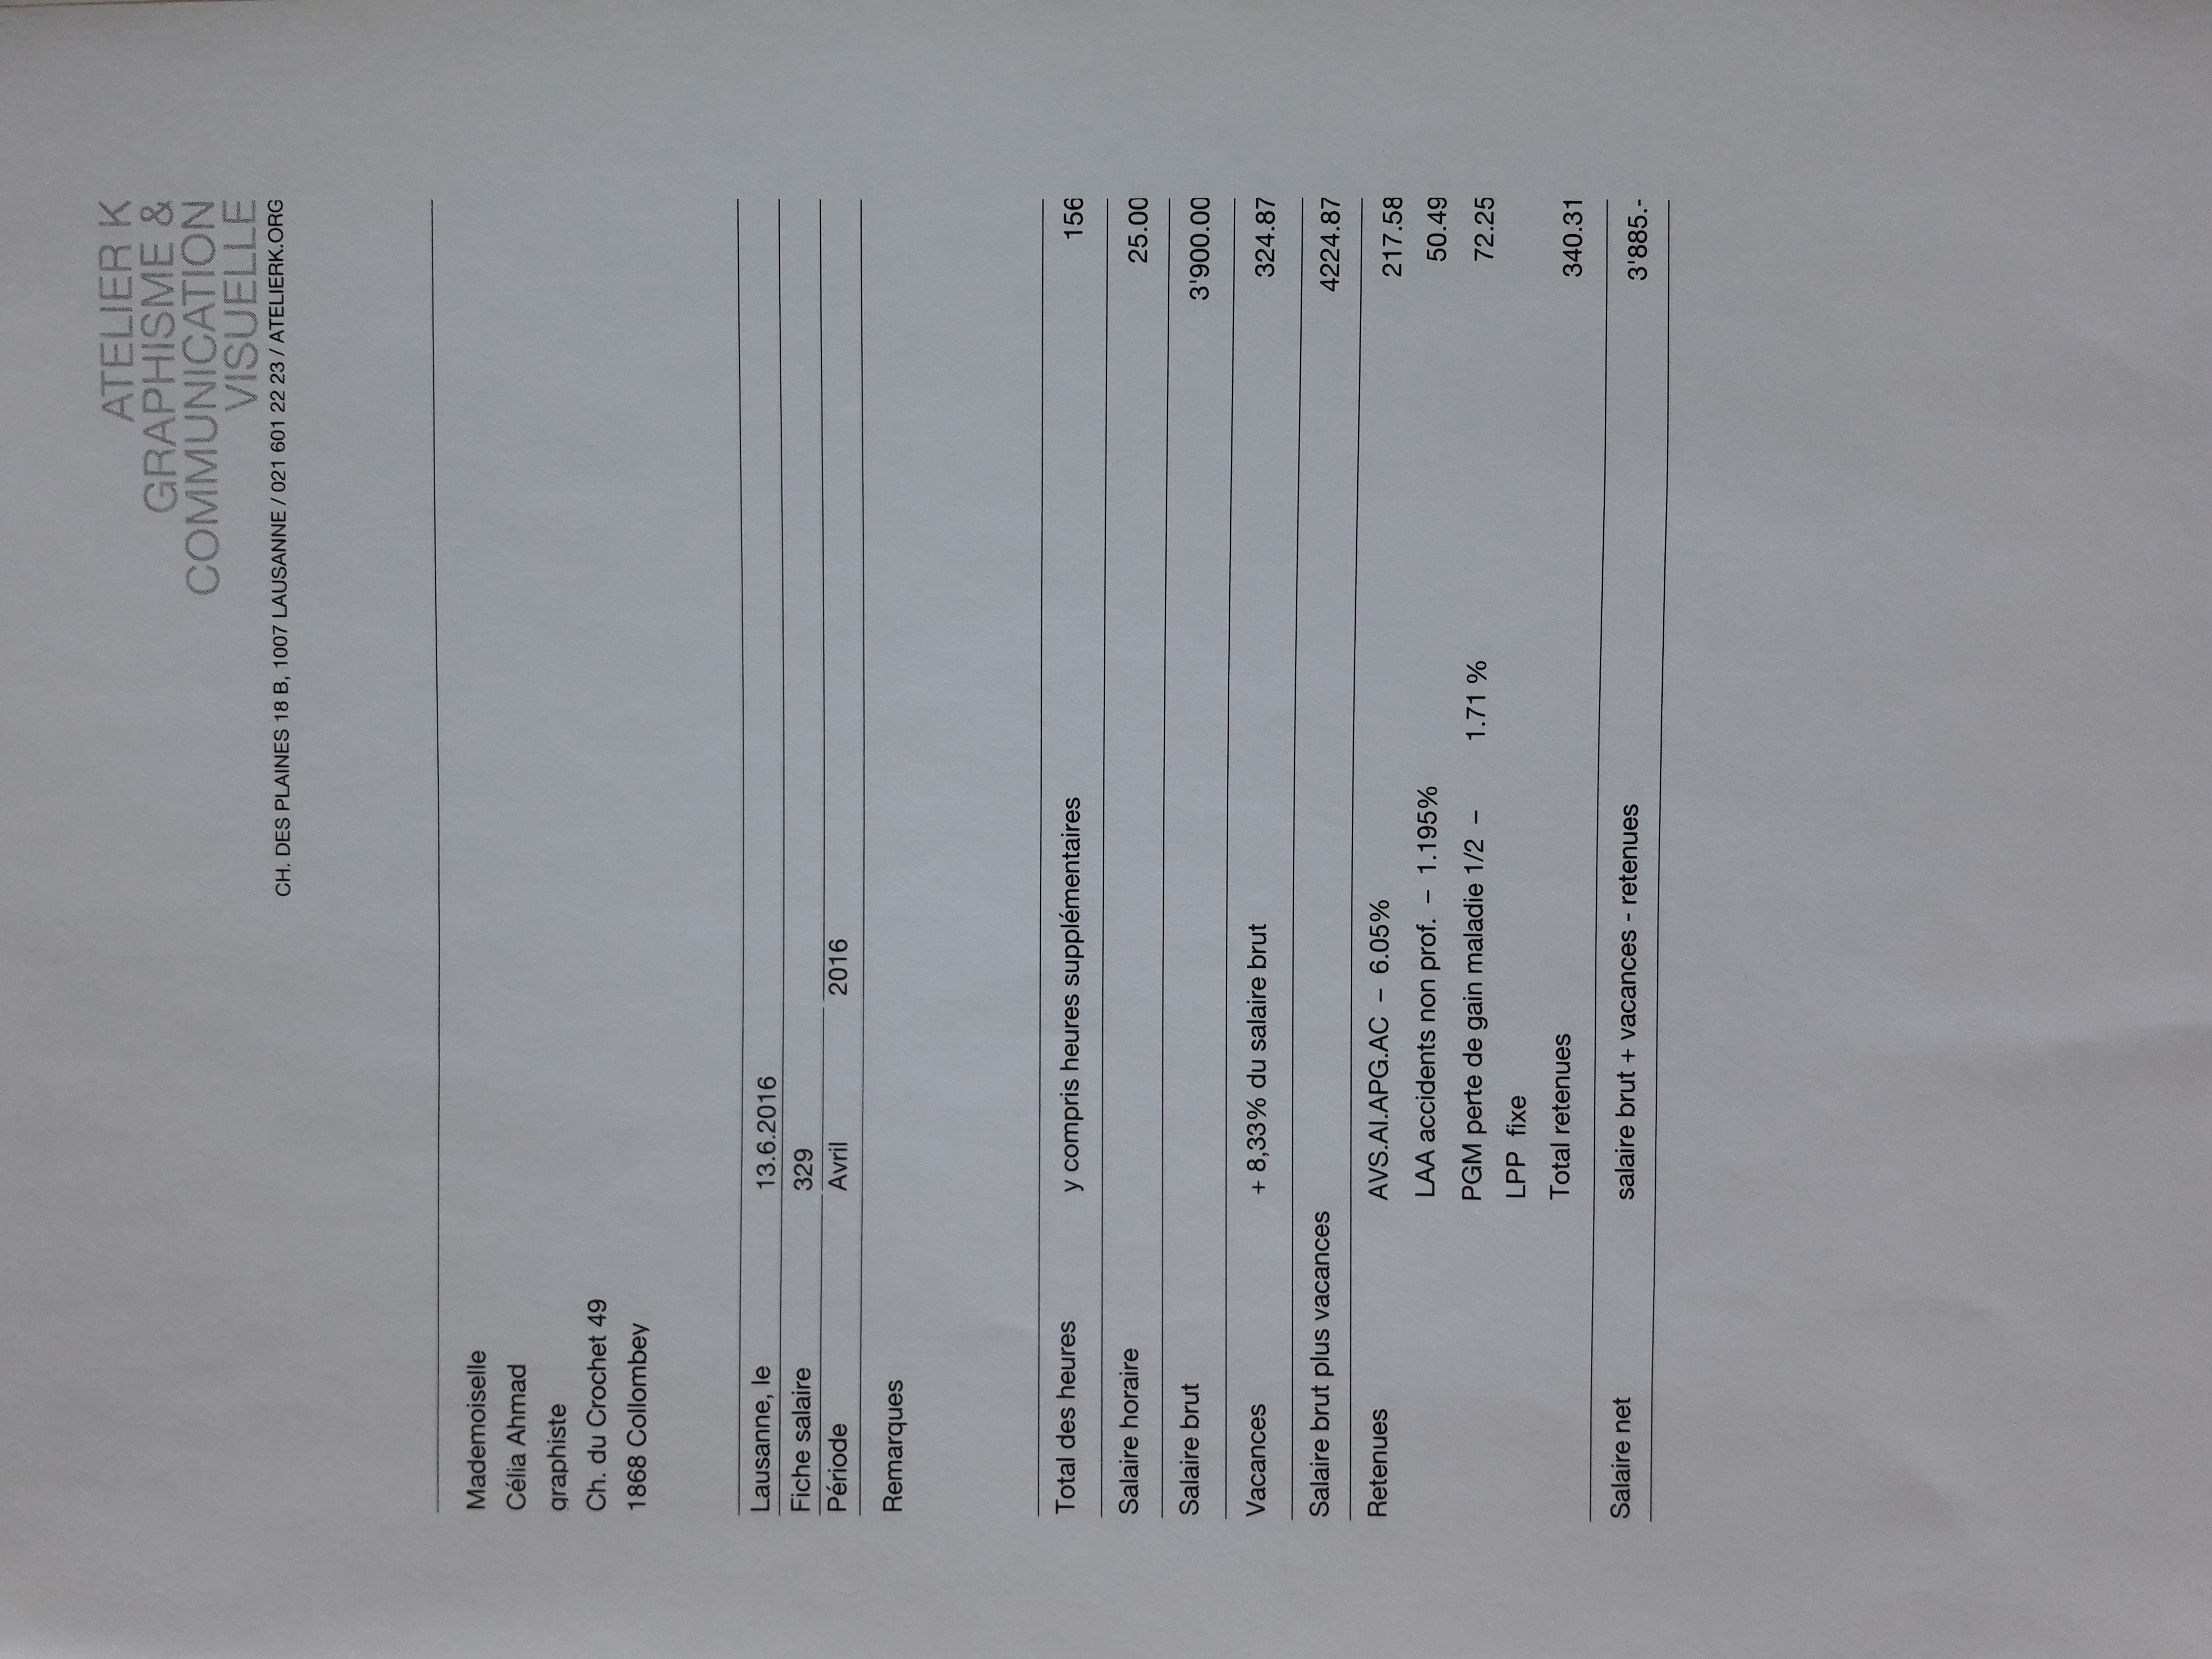 ATELIER K
GRAPHISME &
COMMUNICATION
VISUELLE
CH. DES PLAINES 18 B, 1007 LAUSANNE / 021 601 22 23 / ATELIERK.ORG
Mademoiselle
Célia Ahmad
graphiste
Ch. du Crochet 49
1868 Collombey
Lausanne, le 13.6.2016
Fiche salaire 329
Période Avril 2016
Remarques
Total des heures y compris heures supplémentaires 156
Salaire horaire 25.00
Salaire brut 3'900.00
Vacances + 8,33% du salaire brut 324.87
Salaire brut plus vacances 4224.87
Retenues AVS.AI.APG.AC – 6.05% 217.58
LAA accidents non prof. – 1.195% 50.49
PGM perte de gain maladie 1/2 – 1.71 % 72.25
LPP fixe
Total retenues 340.31
Salaire net salaire brut + vacances - retenues 3'885.-